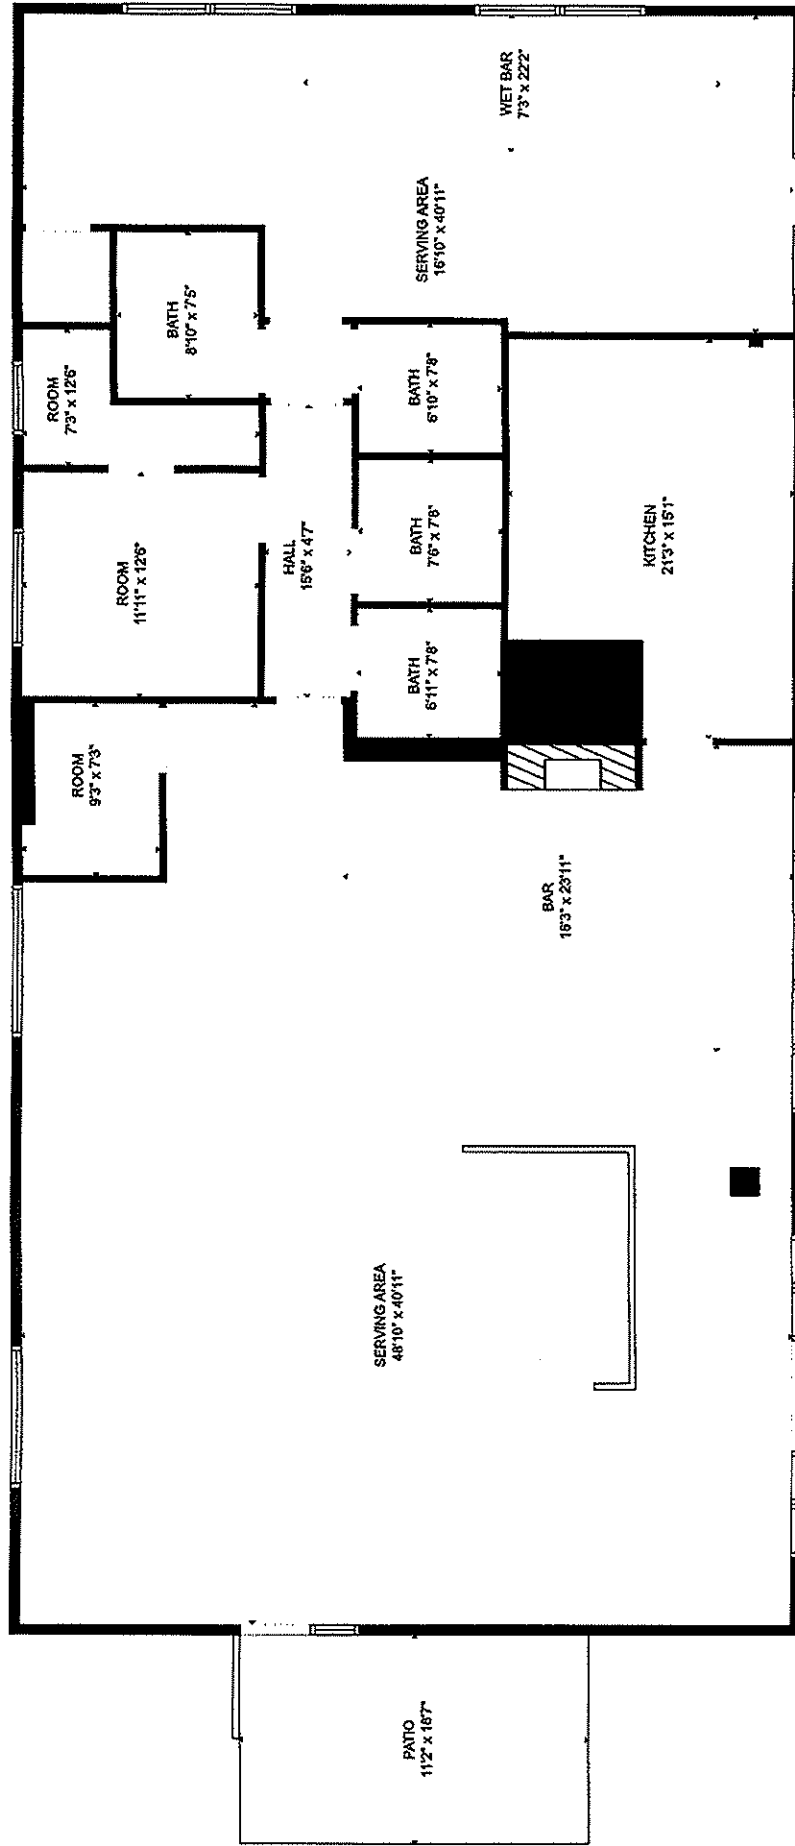 ROOM
7'3" x 12'6"
ROOM
9'3" x 7'3"
ROOM
11'11" x 12'6"
BATH
8'10" x 7'5"
HALL
15'6" x 4'7"
PATIO
11'2" x 18'7"
SERVING AREA
48'10" x 40'11"
BATH
6'11" x 7'8"
BATH
7'6" x 7'8"
BATH
6'10" x 7'8"
SERVING AREA
16'10" x 40'11"
WET BAR
7'3" x 22'2"
BAR
16'3" x 23'11"
KITCHEN
21'3" x 15'1"